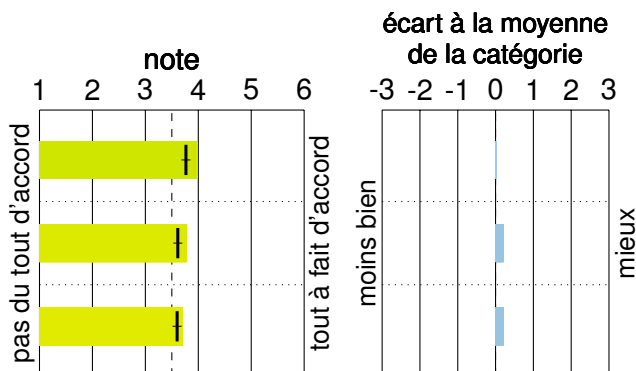 note
1 2 3 4 5 6
pas du tout d'accord
tout à fait d'accord
écart à la moyenne
de la catégorie
-3 -2 -1 0 1 2 3
moins bien
mieux